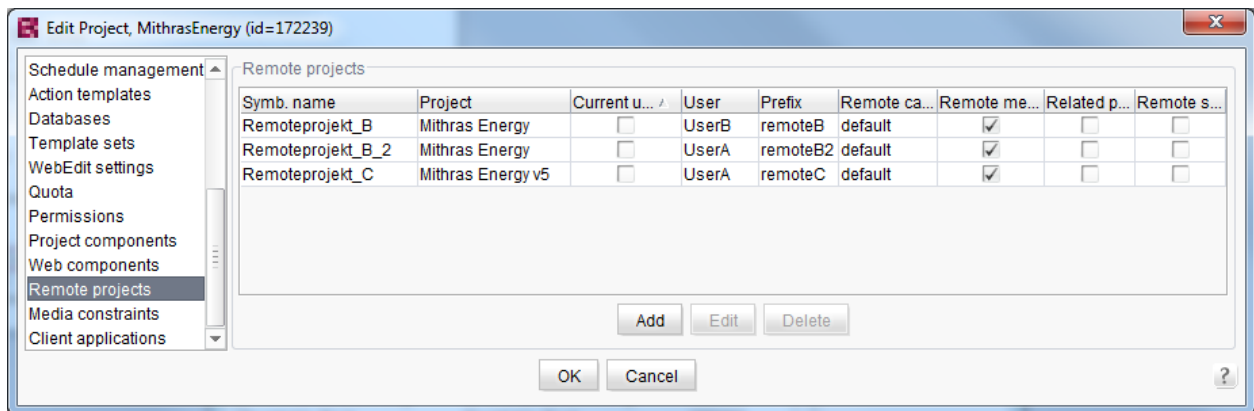 Edit Project, MithrasEnergy (id=172239)
Schedule management
Action templates
Databases
Template sets
WebEdit settings
Quota
Permissions
Project components
Web components
Remote projects
Media constraints
Client applications
Remote projects
Symb. name Project Current u... User Prefix Remote ca... Remote me... Related p... Remote s...
Remoteprojekt_B Mithras Energy UserB remoteB default
Remoteprojekt_B_2 Mithras Energy UserA remoteB2 default
Remoteprojekt_C Mithras Energy v5 UserA remoteC default
Add Edit Delete
OK Cancel ?